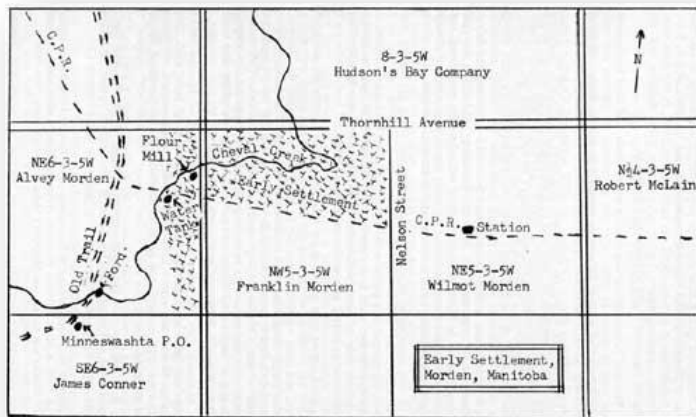 C.P.R.
8-3-5W
Hudson's Bay Company
N
Thornhill Avenue
Flour
Mill
Cheval Creek
NE6-3-5W
Alvey Morden
Early Settlement
N½4-3-5W
Robert McLain
Water
Tank
Old Trail
Ford.
Nelson Street
C.P.R.
Station
NW5-3-5W
Franklin Morden
NE5-3-5W
Wilmot Morden
Minneswashta P.O.
SE6-3-5W
James Conner
Early Settlement,
Morden, Manitoba